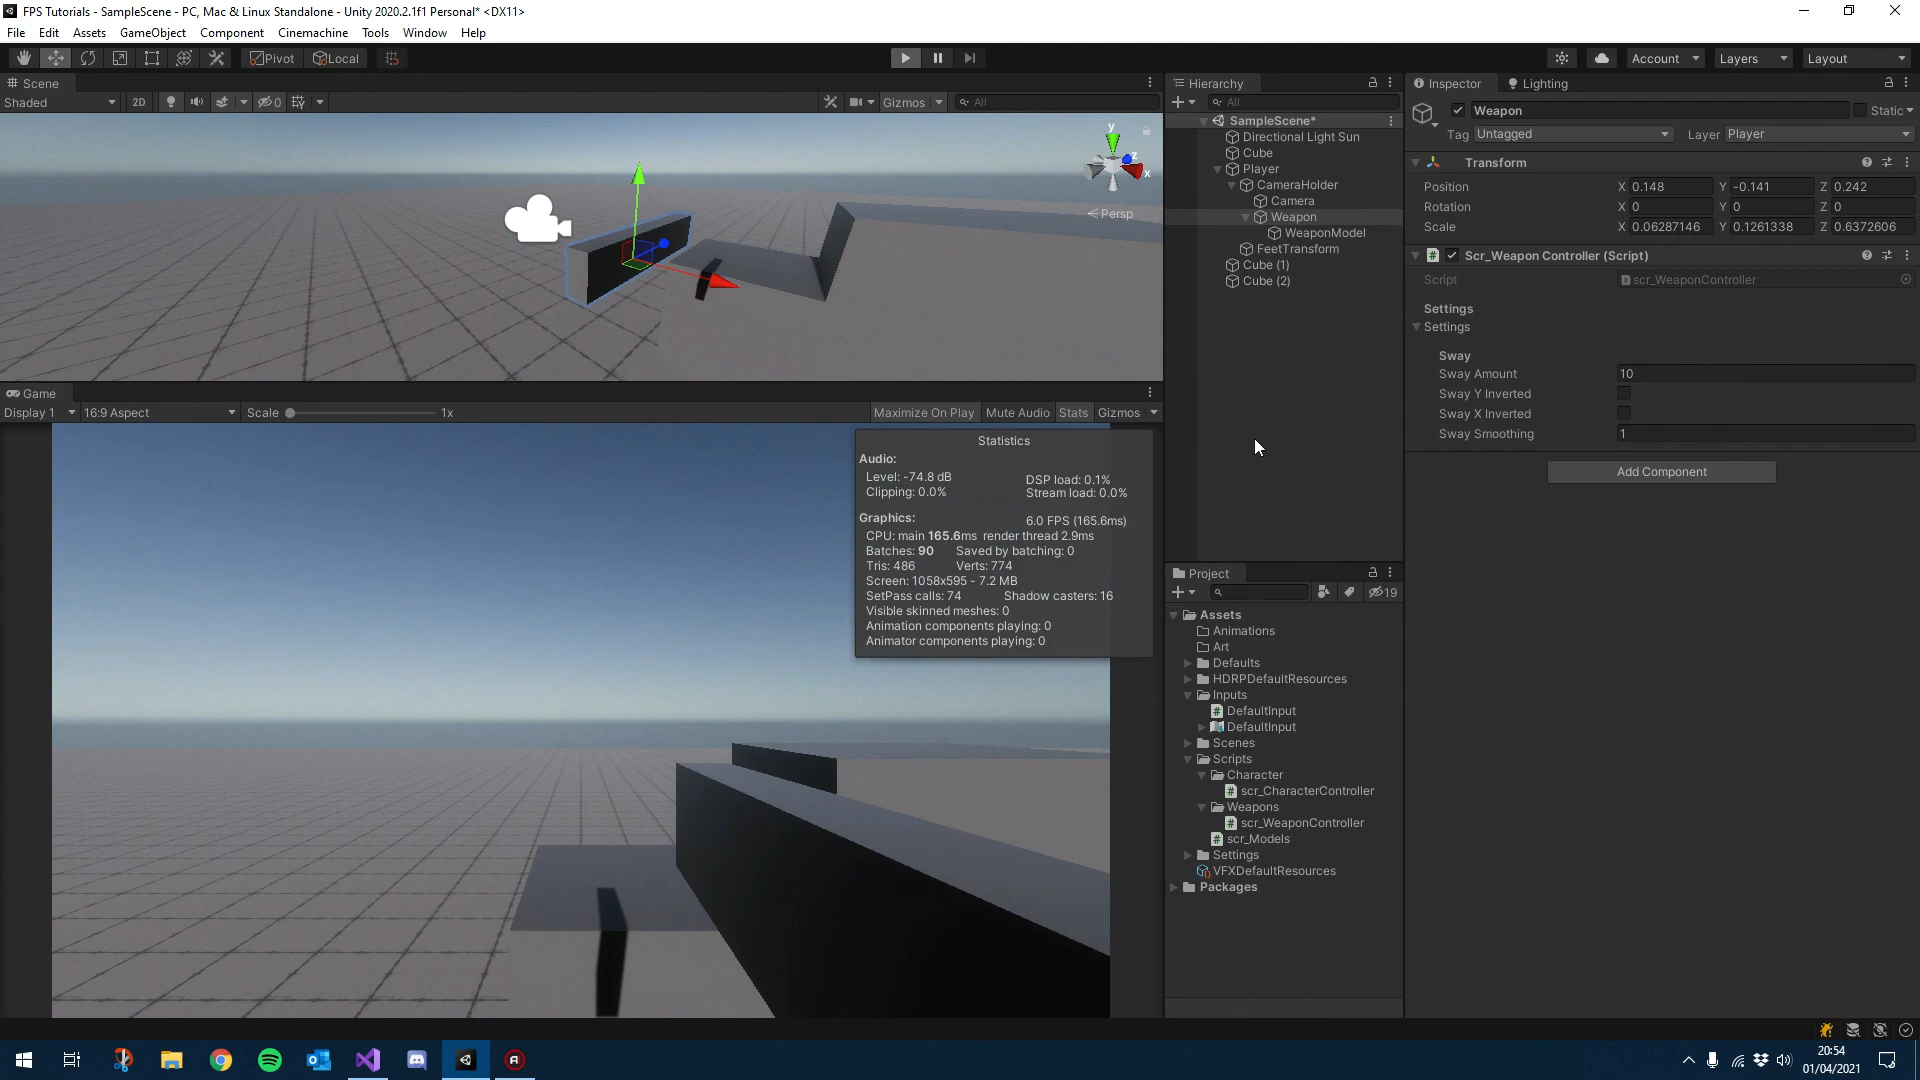 FPS Tutorials - SampleScene - PC, Mac & Linux Standalone - Unity 2020.2.1f1 Personal* <DX11>
File Edit Assets GameObject Component Cinemachine Tools Window Help
Pivot Local Account Layers Layout
Scene
Shaded 2D Gizmos All
y
z
x
Persp
Game
Display 1 16:9 Aspect Scale 1x Maximize On Play Mute Audio Stats Gizmos
Statistics
Audio:
Level: -74.8 dB DSP load: 0.1%
Clipping: 0.0% Stream load: 0.0%
Graphics: 6.0 FPS (165.6ms)
CPU: main 165.6ms render thread 2.9ms
Batches: 90 Saved by batching: 0
Tris: 486 Verts: 774
Screen: 1058x595 - 7.2 MB
SetPass calls: 74 Shadow casters: 16
Visible skinned meshes: 0
Animation components playing: 0
Animator components playing: 0
Hierarchy
All
SampleScene*
Directional Light Sun
Cube
Player
CameraHolder
Camera
Weapon
WeaponModel
FeetTransform
Cube (1)
Cube (2)
Project
19
Assets
Animations
Art
Defaults
HDRPDefaultResources
Inputs
DefaultInput
DefaultInput
Scenes
Scripts
Character
scr_CharacterController
Weapons
scr_WeaponController
scr_Models
Settings
VFXDefaultResources
Packages
Inspector Lighting
Weapon Static
Tag Untagged Layer Player
Transform
Position X 0.148 Y -0.141 Z 0.242
Rotation X 0 Y 0 Z 0
Scale X 0.06287146 Y 0.1261338 Z 0.6372606
Scr_Weapon Controller (Script)
Script scr_WeaponController
Settings
Settings
Sway
Sway Amount 10
Sway Y Inverted
Sway X Inverted
Sway Smoothing 1
Add Component
20:54
01/04/2021